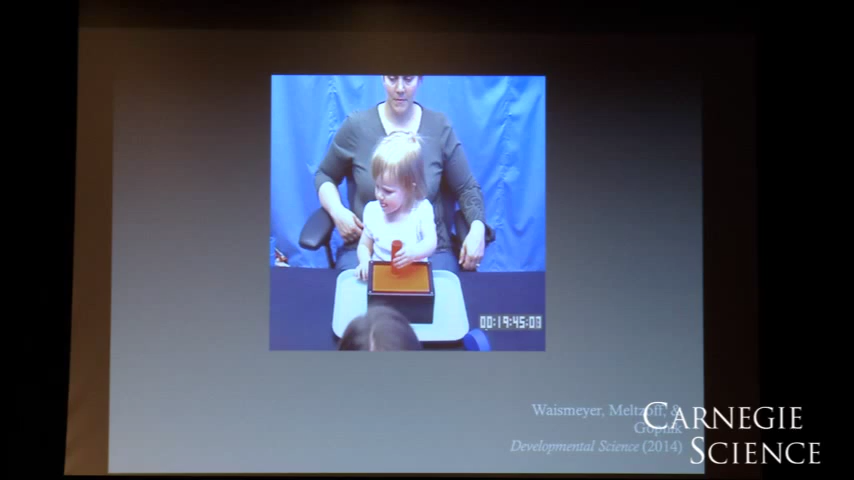 00:19:45:03
Waismeyer, Meltzoff, &
Gopnik
Developmental Science (2014)
CARNEGIE
SCIENCE